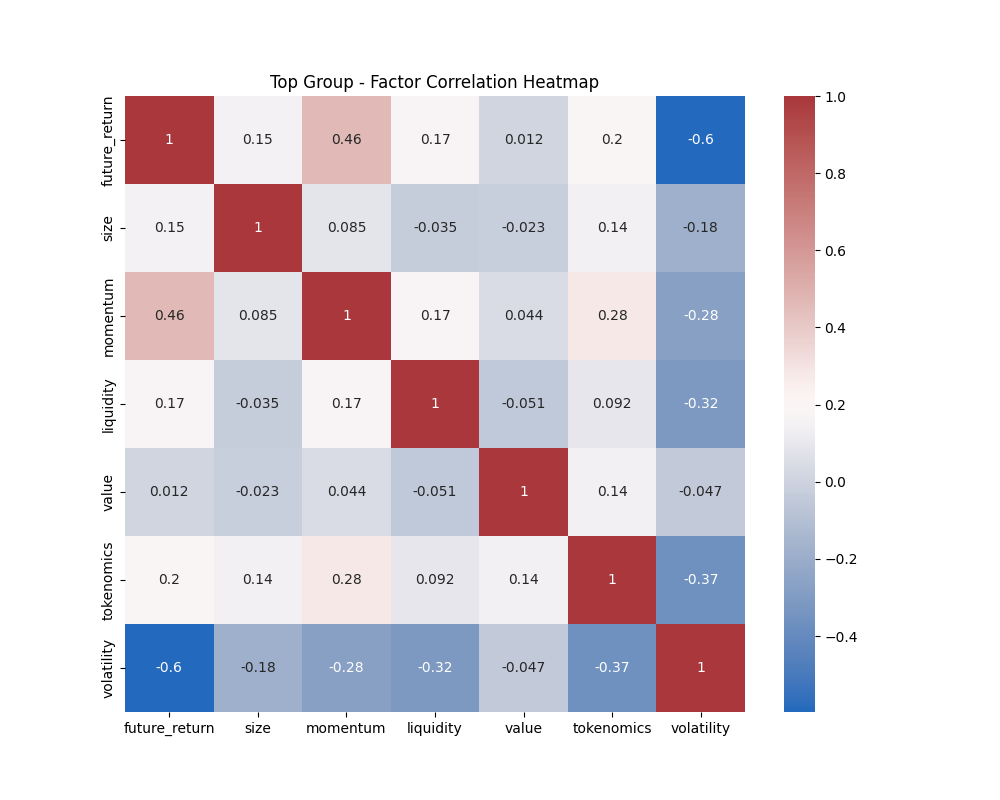 Top Group - Factor Correlation Heatmap
future_return 1 0.15 0.46 0.17 0.012 0.2 -0.6
size 0.15 1 0.085 -0.035 -0.023 0.14 -0.18
momentum 0.46 0.085 1 0.17 0.044 0.28 -0.28
liquidity 0.17 -0.035 0.17 1 -0.051 0.092 -0.32
value 0.012 -0.023 0.044 -0.051 1 0.14 -0.047
tokenomics 0.2 0.14 0.28 0.092 0.14 1 -0.37
volatility -0.6 -0.18 -0.28 -0.32 -0.047 -0.37 1
future_return size momentum liquidity value tokenomics volatility
1.0
0.8
0.6
0.4
0.2
0.0
−0.2
−0.4